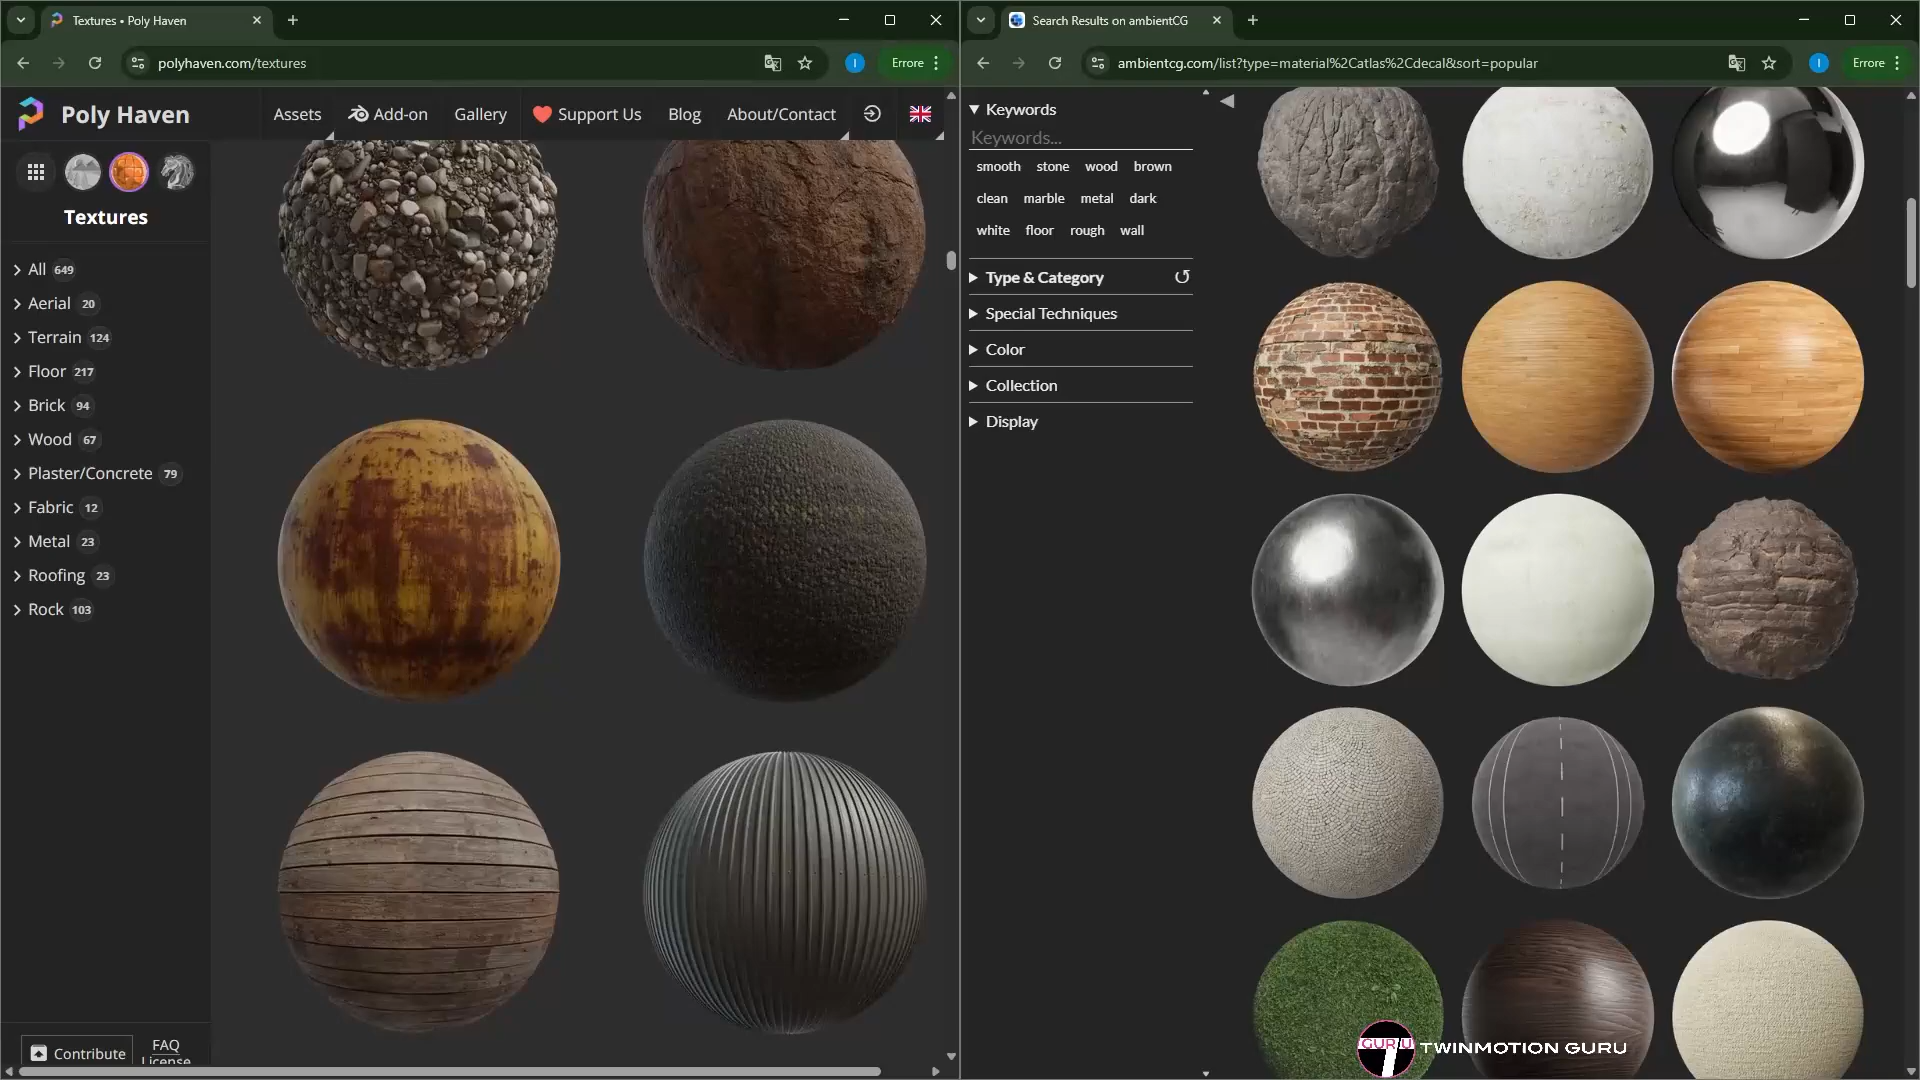 Textures • Poly Haven
polyhaven.com/textures
Errore
Poly Haven
Assets
Add-on
Gallery
Support Us
Blog
About/Contact
Textures
All 649
Aerial 20
Terrain 124
Floor 217
Brick 94
Wood 67
Plaster/Concrete 79
Fabric 12
Metal 23
Roofing 23
Rock 103
Contribute
FAQ
License
Search Results on ambientCG
ambientcg.com/list?type=material%2Catlas%2Cdecal&sort=popular
I
Errore
Keywords
Keywords...
smooth stone wood brown
clean marble metal dark
white floor rough wall
Type & Category
Special Techniques
Color
Collection
Display
GURU
TWINMOTION GURU